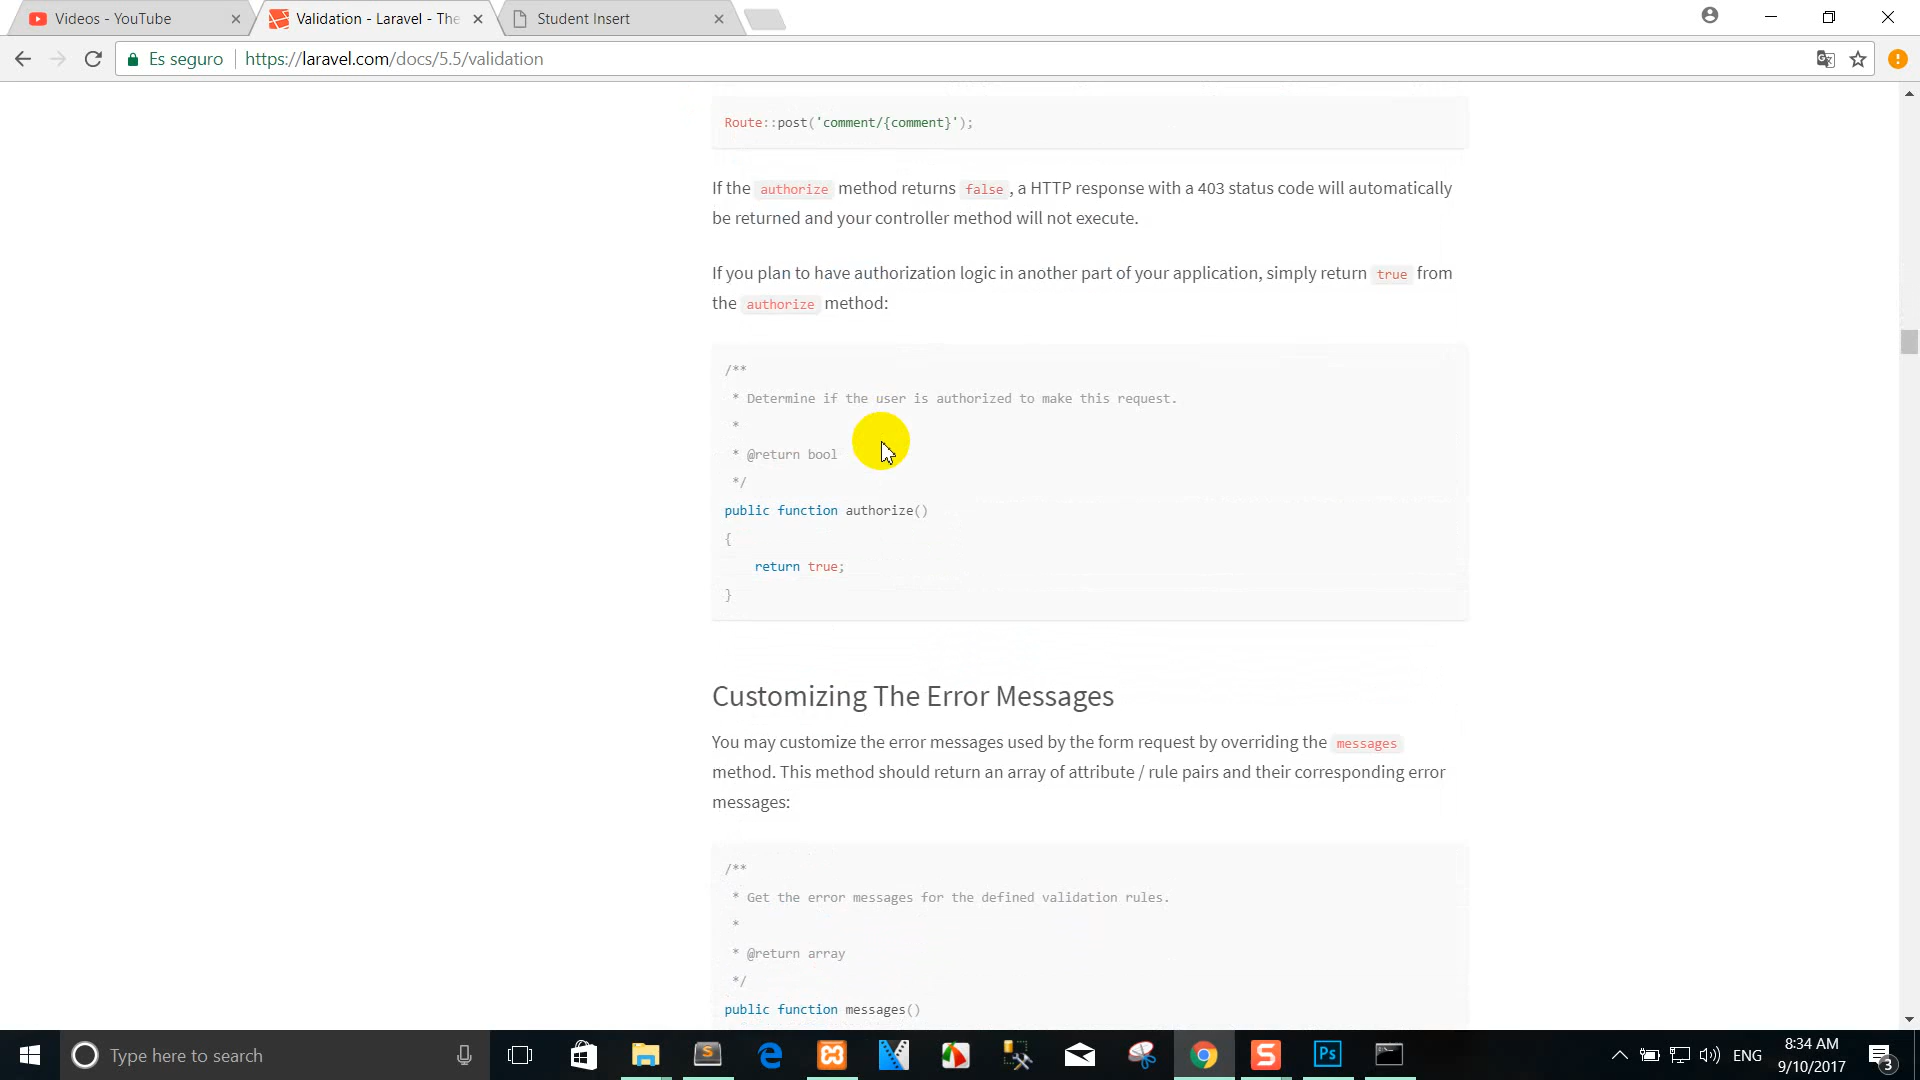 Videos - YouTube
Validation - Laravel - The
Student Insert
Es seguro
https://laravel.com/docs/5.5/validation
Route::post('comment/{comment}');
If the authorize method returns false, a HTTP response with a 403 status code will automatically
be returned and your controller method will not execute.
If you plan to have authorization logic in another part of your application, simply return true from
the authorize method:
/**
* Determine if the user is authorized to make this request.
*
* @return bool
*/
public function authorize()
{
return true;
}
Customizing The Error Messages
You may customize the error messages used by the form request by overriding the messages
method. This method should return an array of attribute / rule pairs and their corresponding error
messages:
/**
* Get the error messages for the defined validation rules.
*
* @return array
*/
public function messages()
Type here to search
S
S
Ps
ENG
8:34 AM
9/10/2017
3